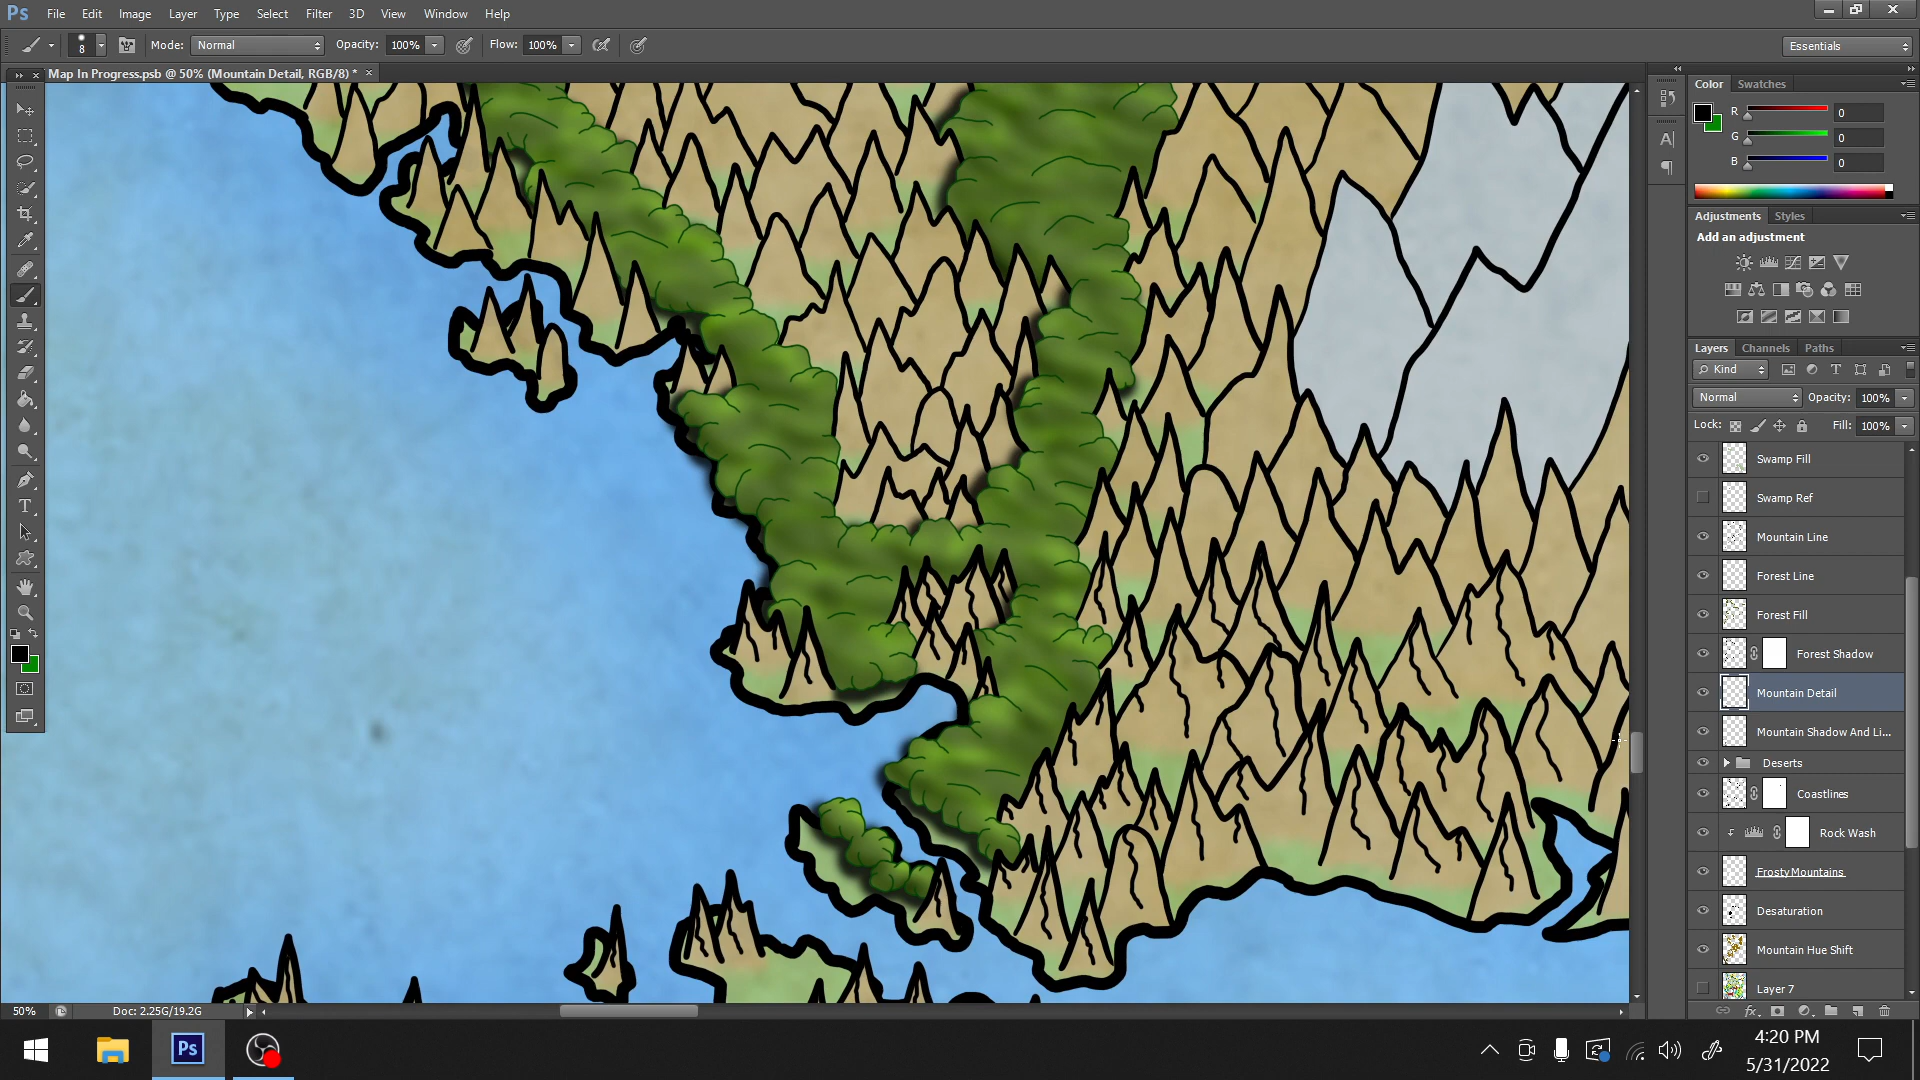 Ps File Edit Image Layer Type Select Filter 3D View Window Help
8 Mode: Normal Opacity: 100% Flow: 100% Essentials
Map In Progress.psb @ 50% (Mountain Detail, RGB/8) * ×
Color Swatches
R 0
G 0
B 0
Adjustments Styles
Add an adjustment
Layers Channels Paths
Kind
Normal Opacity: 100%
Lock: Fill: 100%
Swamp Fill
Swamp Ref
Mountain Line
Forest Line
Forest Fill
Forest Shadow
Mountain Detail
Mountain Shadow And Li...
Deserts
Coastlines
Rock Wash
Frosty Mountains
Desaturation
Mountain Hue Shift
Layer 7
50% Doc: 2.25G/19.2G
Ps
4:20 PM
5/31/2022